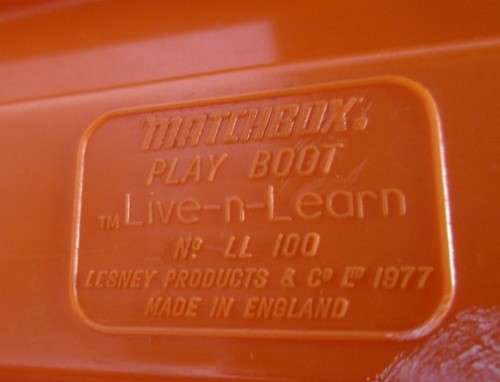 MATCHBOX®
PLAY BOOT
™ Live-n-Learn
Nº LL 100
LESNEY PRODUCTS & Cº LTD 1977
MADE IN ENGLAND